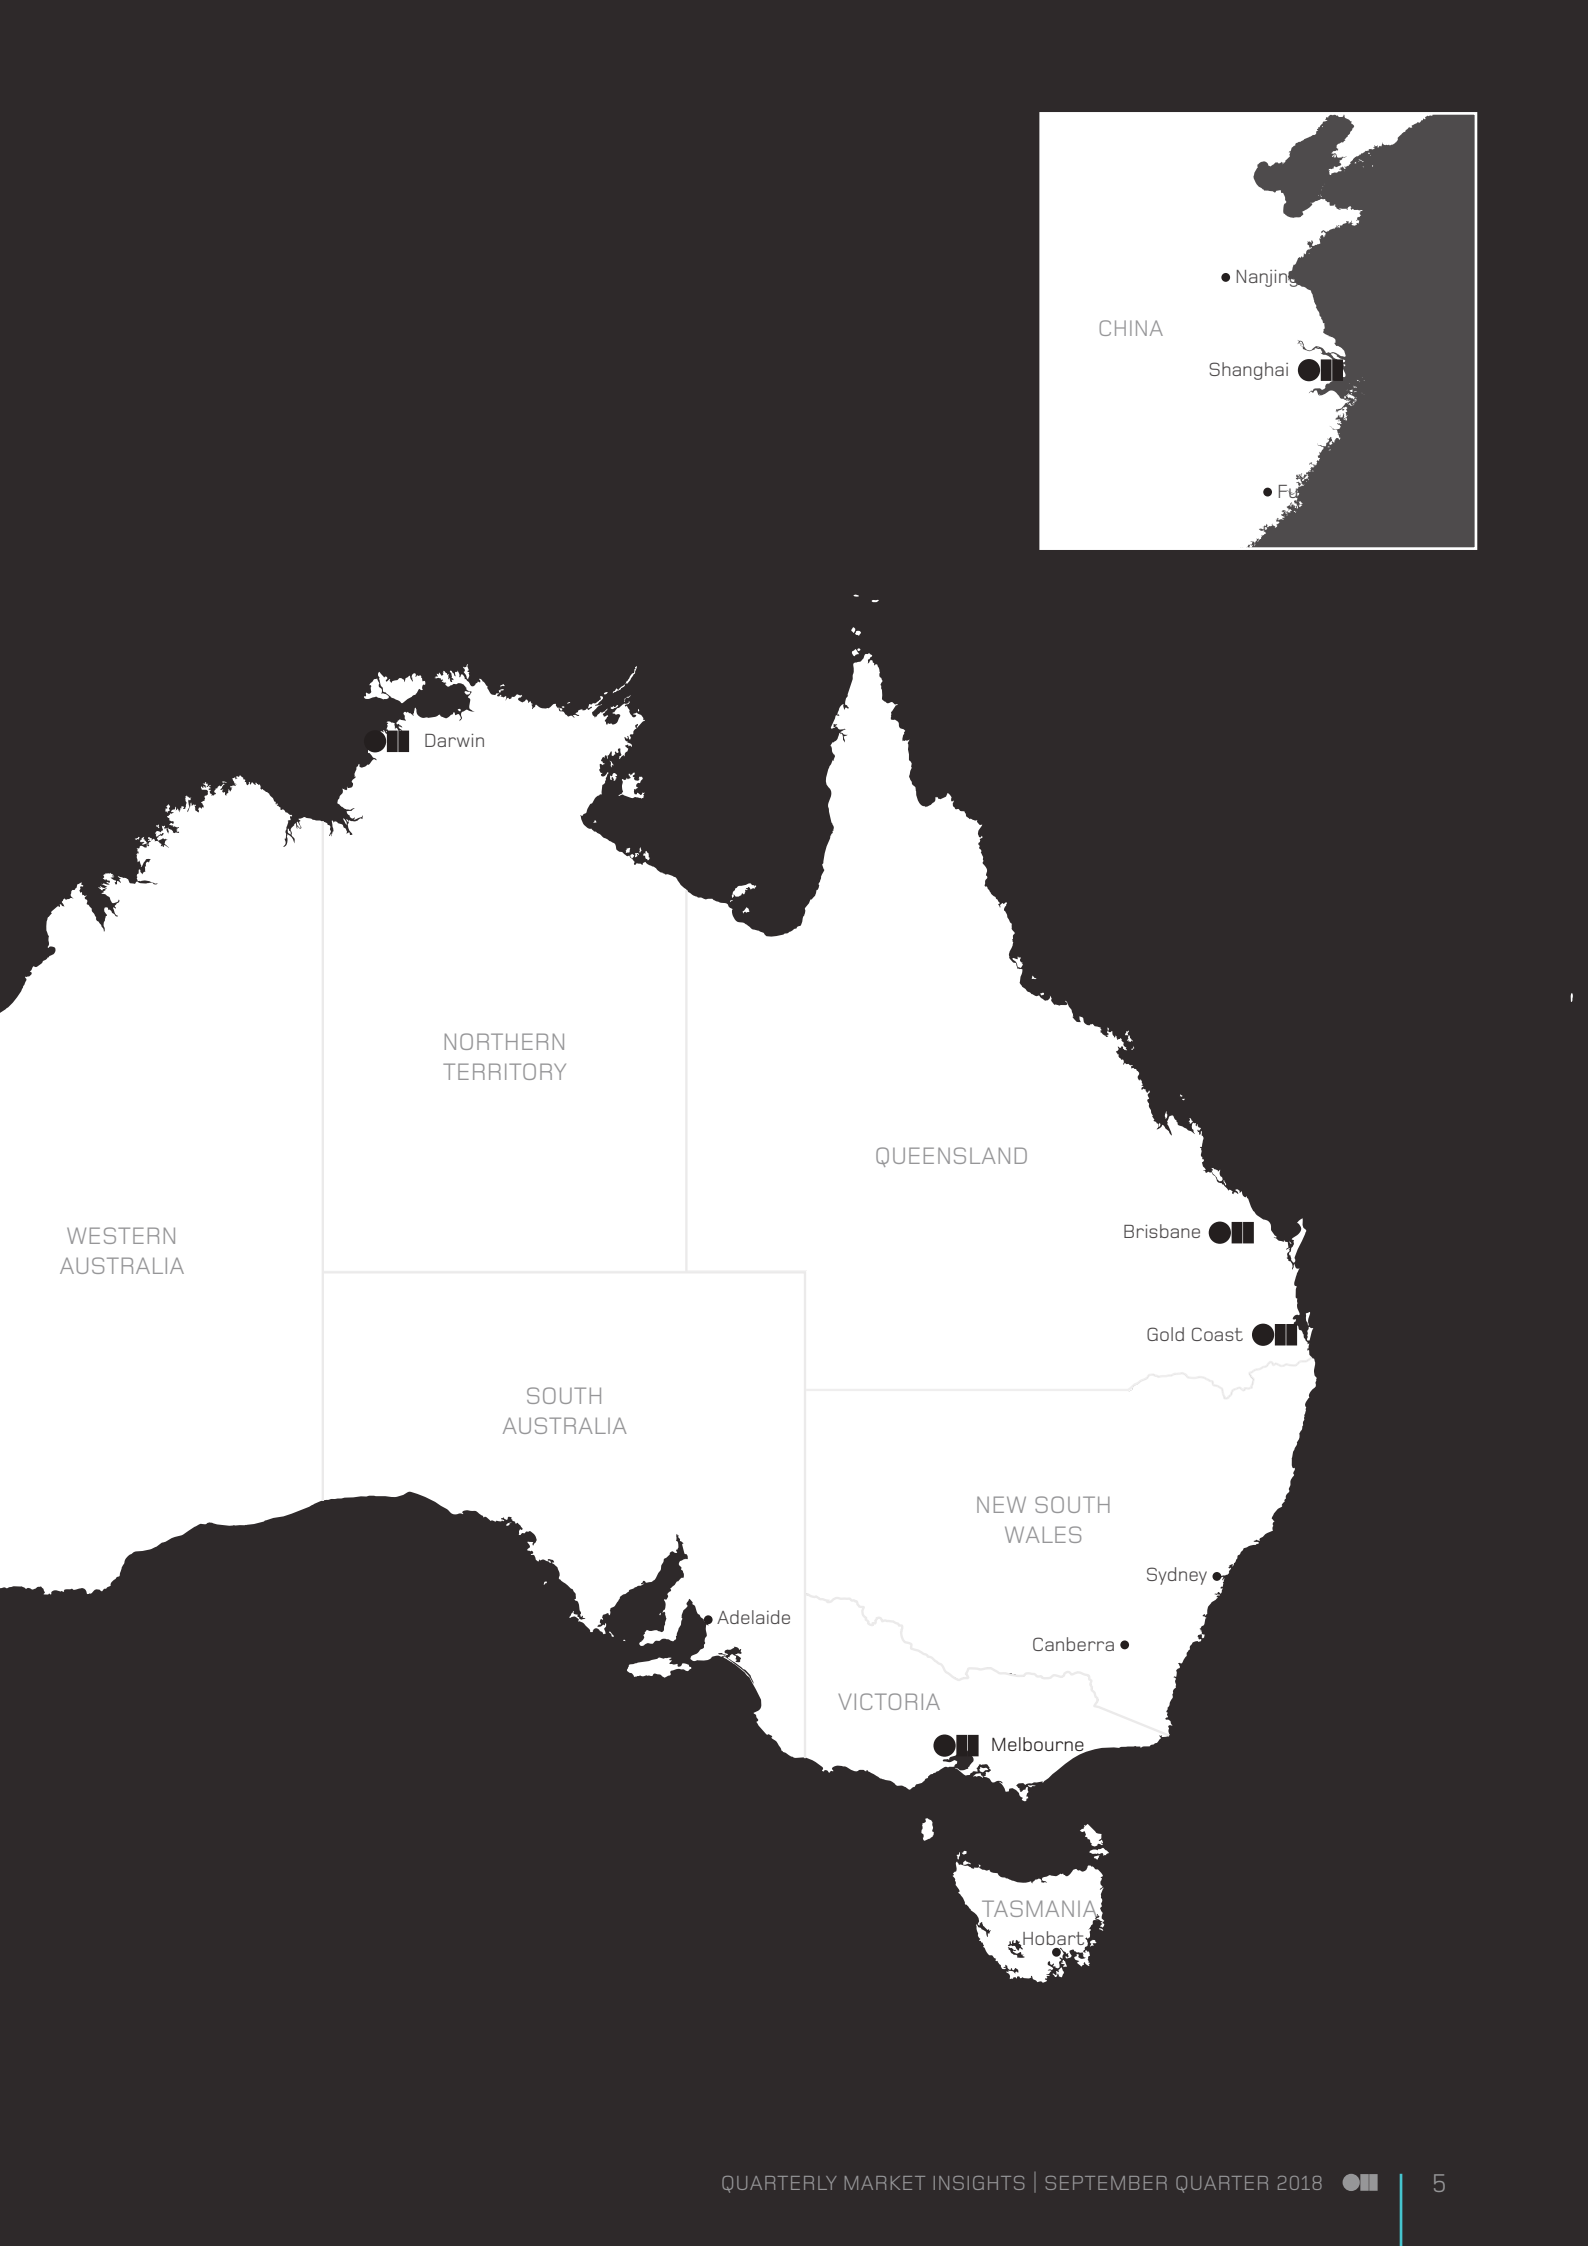 Nanjing
CHINA
Shanghai
Darwin
NORTHERN
TERRITORY
QUEENSLAND
Brisbane
WESTERN
AUSTRALIA
Gold Coast
SOUTH
AUSTRALIA
NEW SOUTH
WALES
Sydney
Adelaide
Canberra
VICTORIA
Melbourne
TASMANIA
Hobart
QUARTERLY MARKET INSIGHTS | SEPTEMBER QUARTER 2018 5